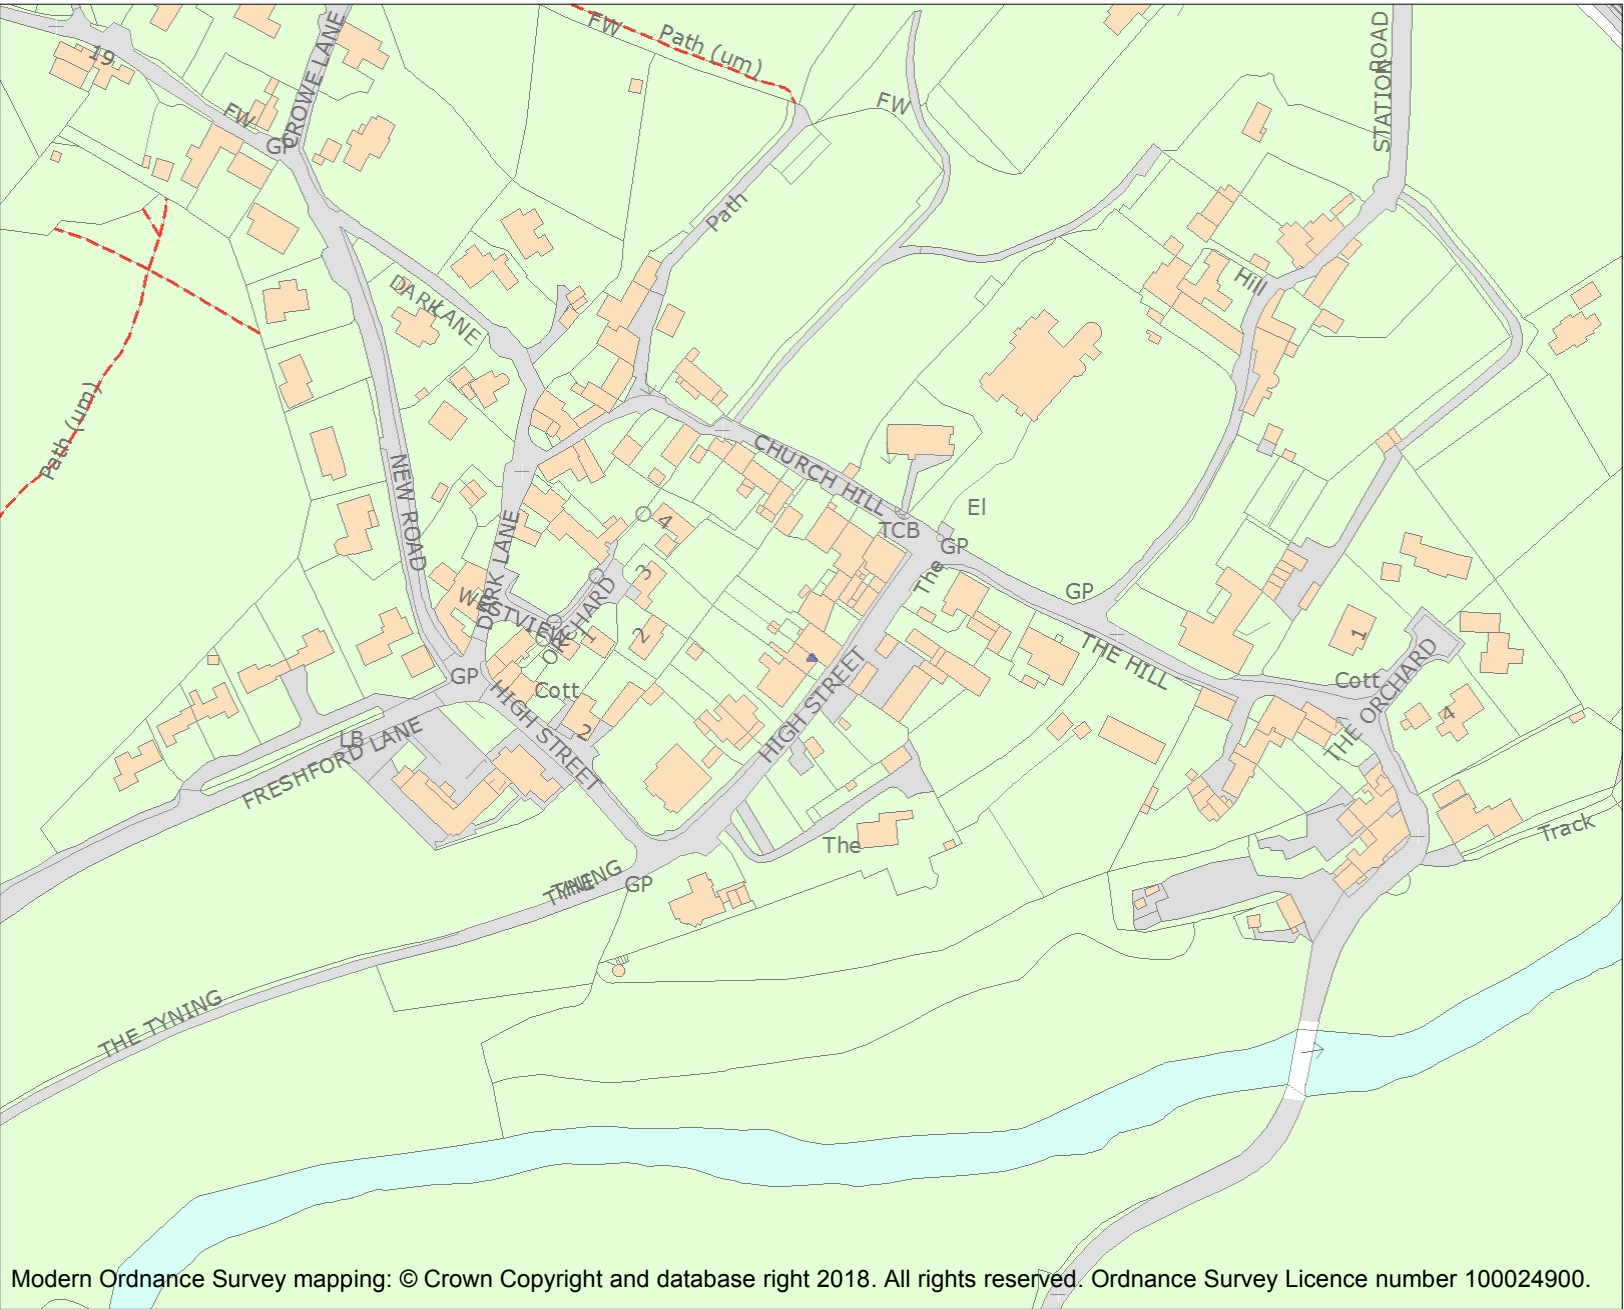 19
FW
GP
CROWE LANE
FW
Path (um)
FW
STATION ROAD
Path
Path (um)
DARK LANE
Hill
NEW ROAD
DARK LANE
CHURCH HILL
TCB
El
GP
The
GP
4
3
WESTVIEW
ORCHARD
1
2
GP
Cott
2
HIGH STREET
HIGH STREET
LB
FRESHFORD LANE
THE HILL
1
Cott
THE ORCHARD
4
The
Track
TYNING
GP
THE TYNING
Modern Ordnance Survey mapping: © Crown Copyright and database right 2018. All rights reserved. Ordnance Survey Licence number 100024900.